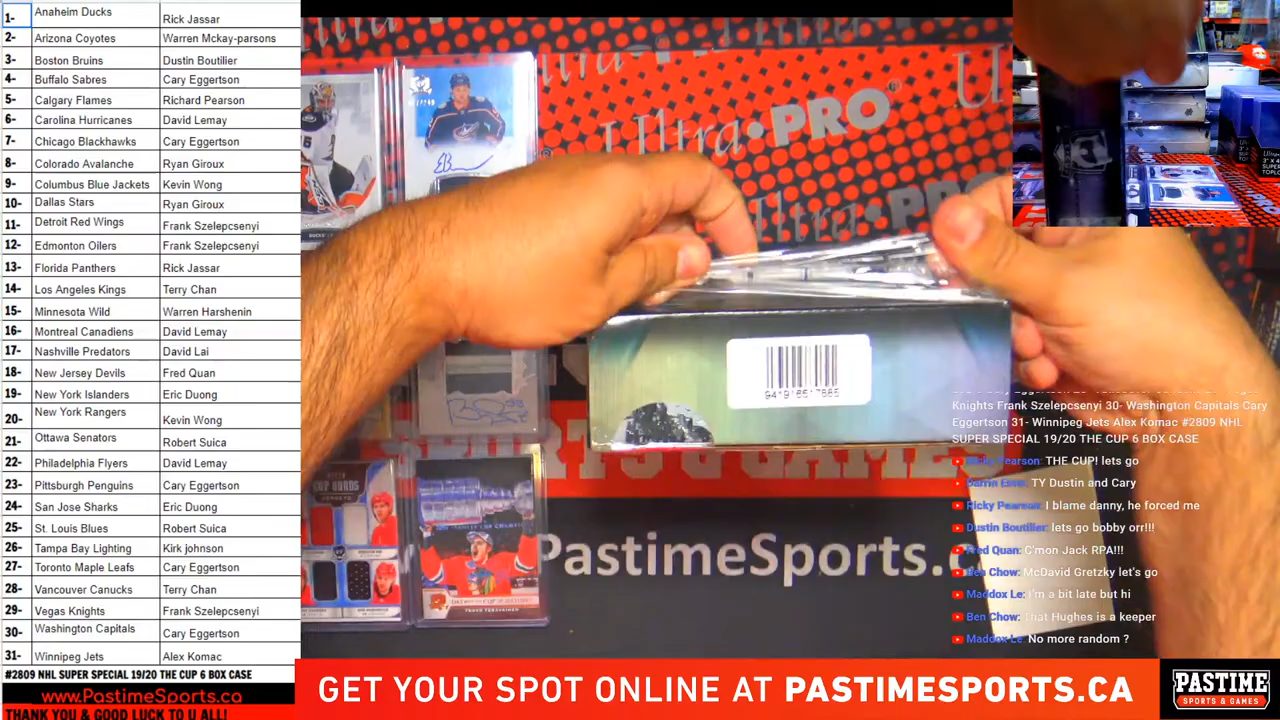 1- Anaheim Ducks Rick Jassar
2- Arizona Coyotes Warren Mckay-parsons
3- Boston Bruins Dustin Boutilier
4- Buffalo Sabres Cary Eggertson
5- Calgary Flames Richard Pearson
6- Carolina Hurricanes David Lemay
7- Chicago Blackhawks Cary Eggertson
8- Colorado Avalanche Ryan Giroux
9- Columbus Blue Jackets Kevin Wong
10- Dallas Stars Ryan Giroux
11- Detroit Red Wings Frank Szelepcsenyi
12- Edmonton Oilers Frank Szelepcsenyi
13- Florida Panthers Rick Jassar
14- Los Angeles Kings Terry Chan
15- Minnesota Wild Warren Harshenin
16- Montreal Canadiens David Lemay
17- Nashville Predators David Lai
18- New Jersey Devils Fred Quan
19- New York Islanders Eric Duong
20- New York Rangers Kevin Wong
21- Ottawa Senators Robert Suica
22- Philadelphia Flyers David Lemay
23- Pittsburgh Penguins Cary Eggertson
24- San Jose Sharks Eric Duong
25- St. Louis Blues Robert Suica
26- Tampa Bay Lighting Kirk johnson
27- Toronto Maple Leafs Cary Eggertson
28- Vancouver Canucks Terry Chan
29- Vegas Knights Frank Szelepcsenyi
30- Washington Capitals Cary Eggertson
31- Winnipeg Jets Alex Komac
#2809 NHL SUPER SPECIAL 19/20 THE CUP 6 BOX CASE
www.PastimeSports.ca
THANK YOU & GOOD LUCK TO U ALL!
Ultra PRO
SPORTS & GAMES
PastimeSports.c
CUP QUADS
TEUVO TERAVAINEN
Knights Frank Szelepcsenyi 30- Washington Capitals Cary
Eggertson 31- Winnipeg Jets Alex Komac #2809 NHL
SUPER SPECIAL 19/20 THE CUP 6 BOX CASE
Ricky Pearson: THE CUP! lets go
TY Dustin and Cary
Ricky Pearson: I blame danny, he forced me
Dustin Boutilier: lets go bobby orr!!!
Fred Quan: C'mon Jack RPA!!!
Ben Chow: McDavid Gretzky let's go
Maddox Le: I'm a bit late but hi
Ben Chow: That Hughes is a keeper
Maddox Le: No more random ?
GET YOUR SPOT ONLINE AT PASTIMESPORTS.CA
PASTIME
SPORTS & GAMES